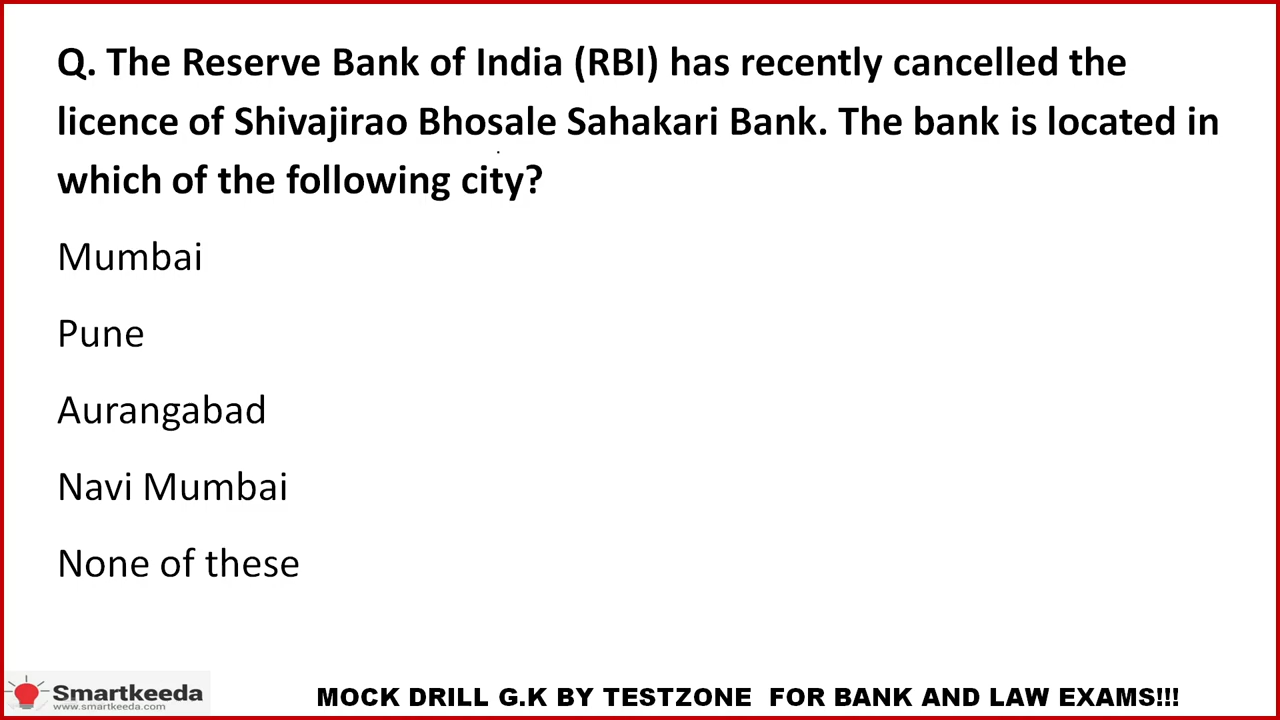 Q. The Reserve Bank of India (RBI) has recently cancelled the
licence of Shivajirao Bhosale Sahakari Bank. The bank is located in
which of the following city?
Mumbai
Pune
Aurangabad
Navi Mumbai
None of these
Smartkeeda
www.smartkeeda.com
MOCK DRILL G.K BY TESTZONE FOR BANK AND LAW EXAMS!!!